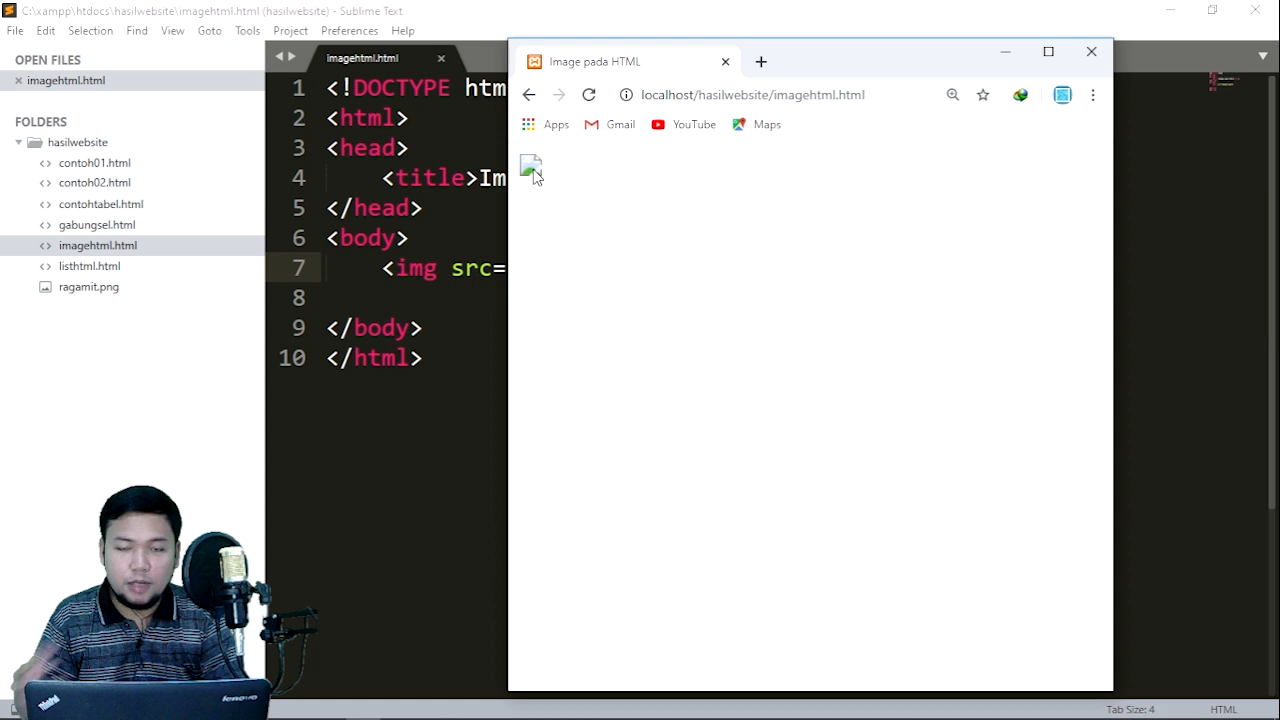 C:\xampp\htdocs\hasilwebsite\imagehtml.html (hasilwebsite) - Sublime Text
File Edit Selection Find View Goto Tools Project Preferences Help
OPEN FILES
imagehtml.html
FOLDERS
hasilwebsite
contoh01.html
contoh02.html
contohtabel.html
gabungsel.html
imagehtml.html
listhtml.html
ragamit.png
imagehtml.html
1 <!DOCTYPE htm
2 <html>
3 <head>
4 <title>Im
5 </head>
6 <body>
7 <img src=
8
9 </body>
10 </html>
Image pada HTML
localhost/hasilwebsite/imagehtml.html
Apps Gmail YouTube Maps
ThinkPad
lenovo
Tab Size: 4 HTML